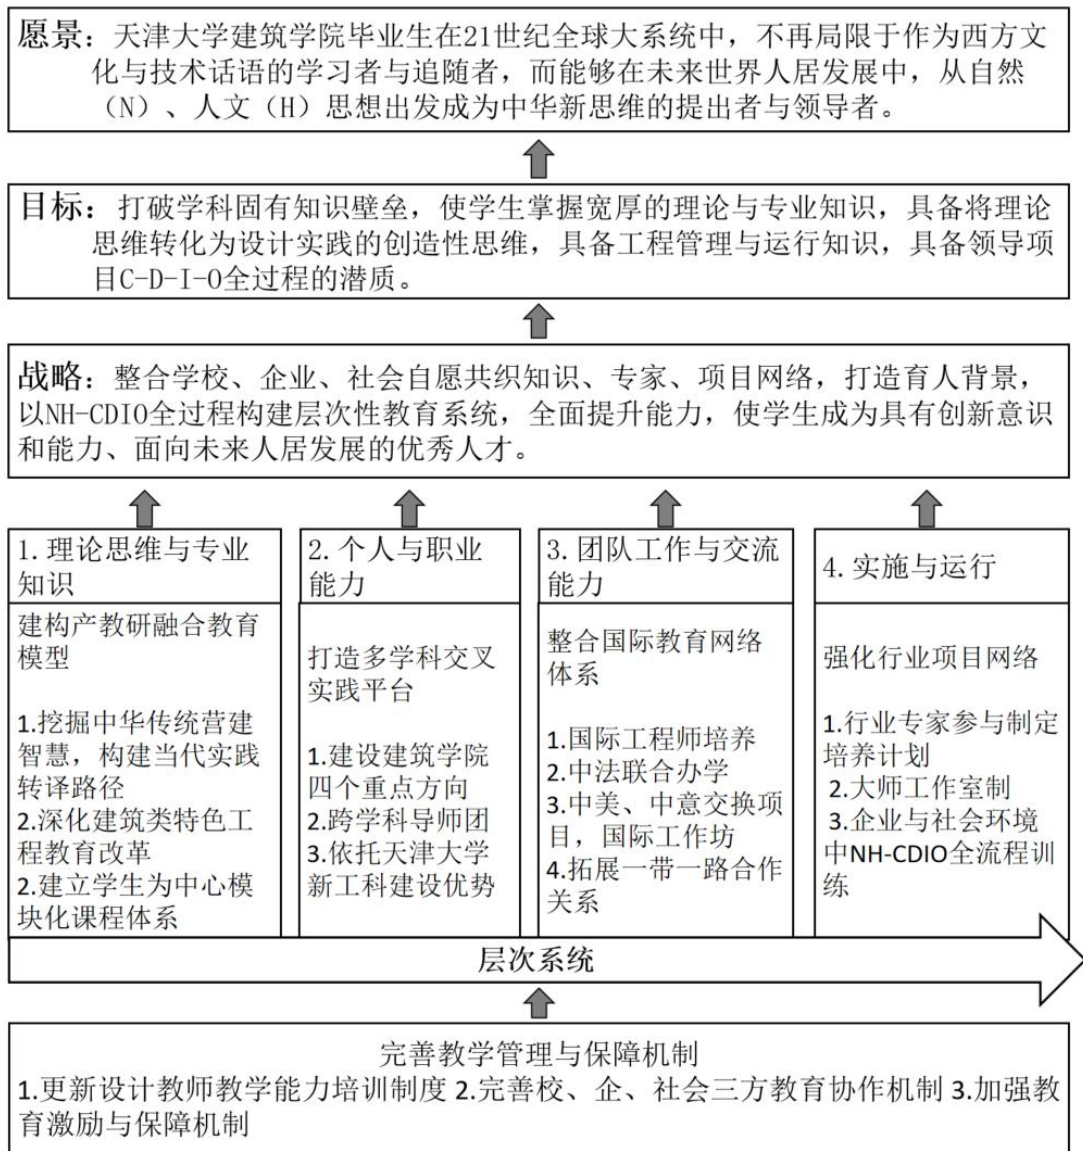 愿景：天津大学建筑学院毕业生在21世纪全球大系统中，不再局限于作为西方文
化与技术话语的学习者与追随者，而能够在未来世界人居发展中，从自然
（N）、人文（H）思想出发成为中华新思维的提出者与领导者。
目标：打破学科固有知识壁垒，使学生掌握宽厚的理论与专业知识，具备将理论
思维转化为设计实践的创造性思维，具备工程管理与运行知识，具备领导项
目C-D-I-O全过程的潜质。
战略：整合学校、企业、社会自愿共织知识、专家、项目网络，打造育人背景，
以NH-CDIO全过程构建层次性教育系统，全面提升能力，使学生成为具有创新意识
和能力、面向未来人居发展的优秀人才。
1.理论思维与专业
知识
建构产教研融合教育
模型
1.挖掘中华传统营建
智慧，构建当代实践
转译路径
2.深化建筑类特色工
程教育改革
2.建立学生为中心模
块化课程体系
2.个人与职业
能力
打造多学科交叉
实践平台
1.建设建筑学院
四个重点方向
2.跨学科导师团
3.依托天津大学
新工科建设优势
3.团队工作与交流
能力
整合国际教育网络
体系
1.国际工程师培养
2.中法联合办学
3.中美、中意交换项
目，国际工作坊
4.拓展一带一路合作
关系
4.实施与运行
强化行业项目网络
1.行业专家参与制定
培养计划
2.大师工作室制
3.企业与社会环境
中NH-CDIO全流程训
练
层次系统
完善教学管理与保障机制
1.更新设计教师教学能力培训制度 2.完善校、企、社会三方教育协作机制 3.加强教
育激励与保障机制